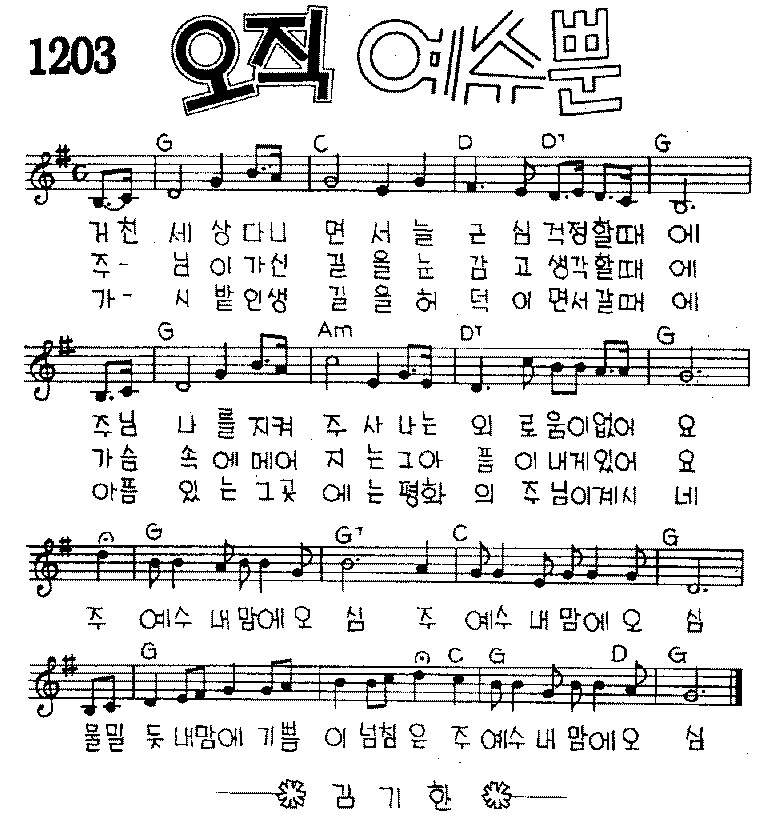 1203 오직 예수뿐
G C D D7 G
거친 세 상 다니 면 서 늘 근 심 걱정할때 에
주- 님 이 가신 길 을 눈 감 고 생각할때 에
가- 시 밭 인생 길 을 허 덕 이 면서갈때 에
G Am D7 G
주님 나 를 지켜 주 사 나는 외 로움이없어 요
가슴 속 에 메어 지 는 그아 픔 이 내게있어 요
아픔 있 는 그곳 에 는 평화 의 주님이계시 네
G G7 C G
주 예수 내 맘에 오 심 주 예수 내 맘에 오 심
G C G D G
물밀 듯 내맘에 기쁨 이 넘침 은 주 예수 내 맘에오 심
김 기 한